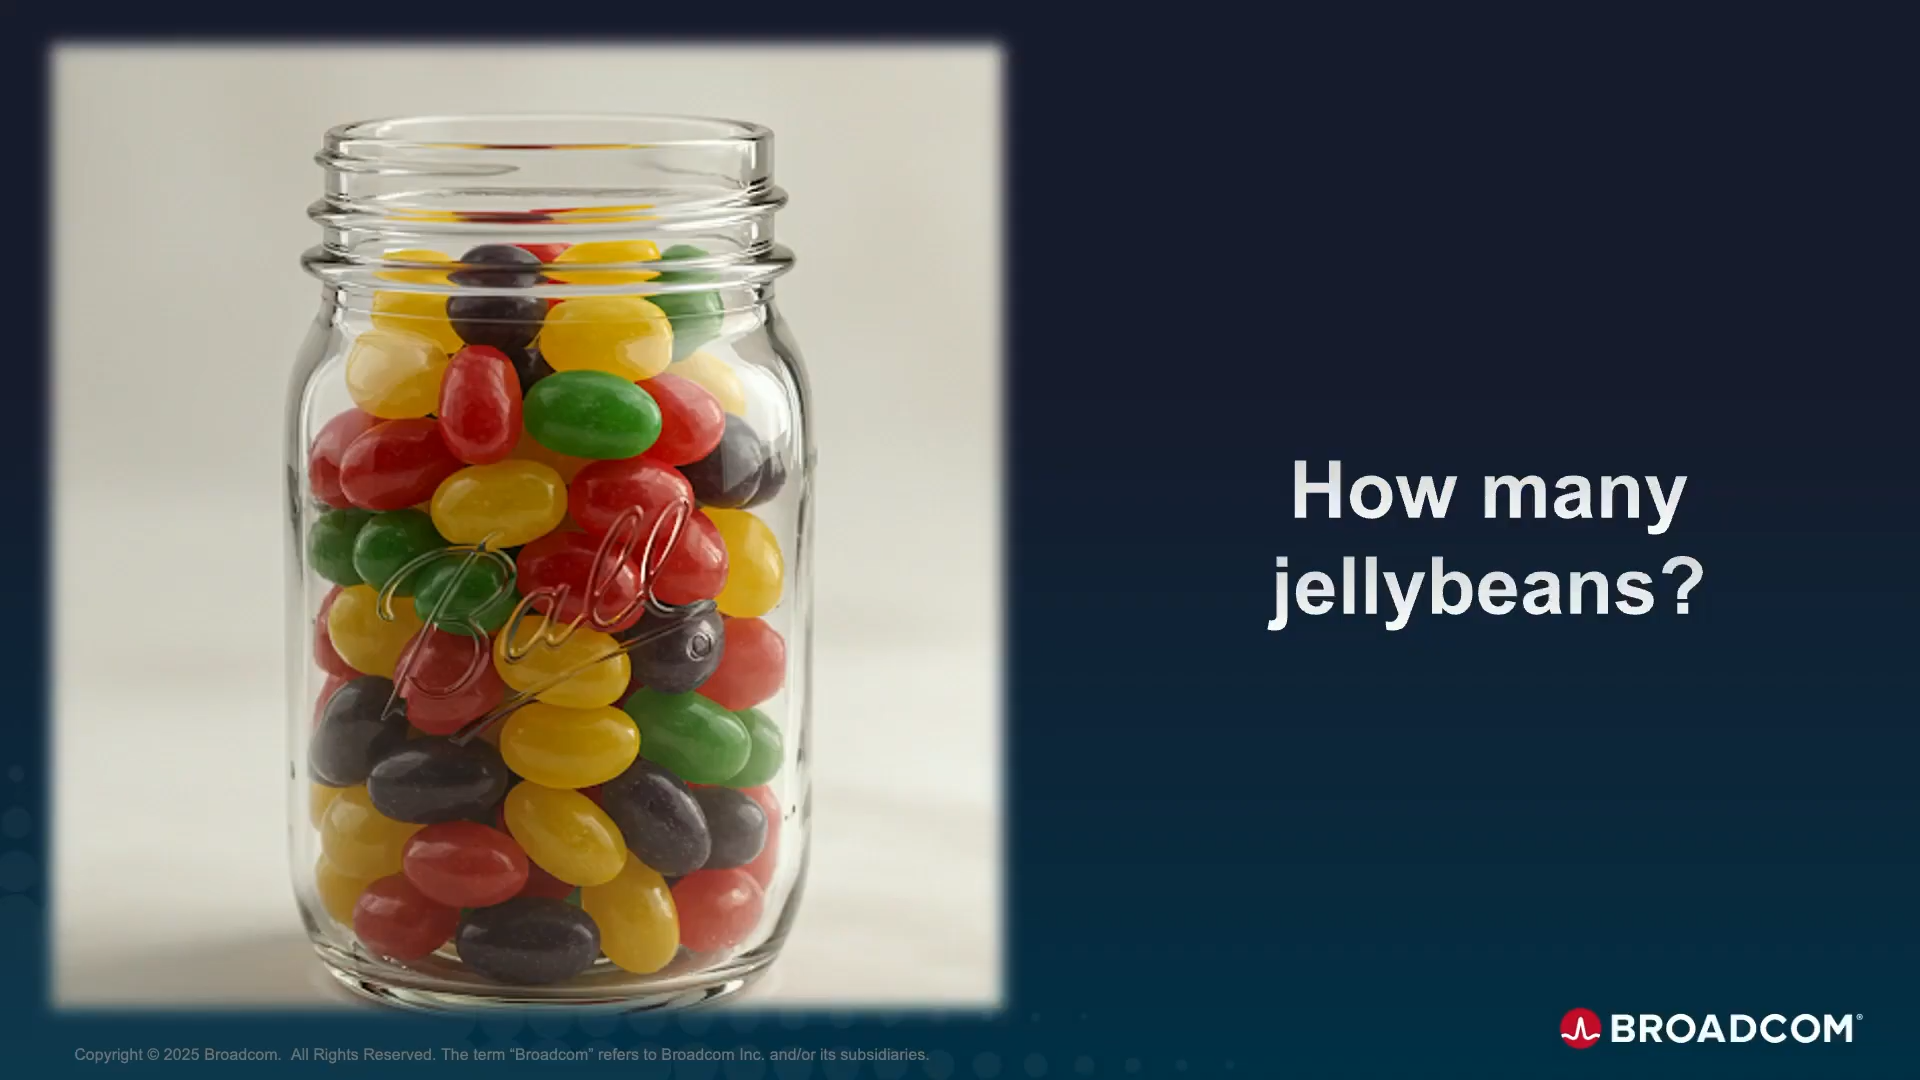 Ball
How many
jellybeans?
BROADCOM®
Copyright © 2025 Broadcom. All Rights Reserved. The term “Broadcom” refers to Broadcom Inc. and/or its subsidiaries.